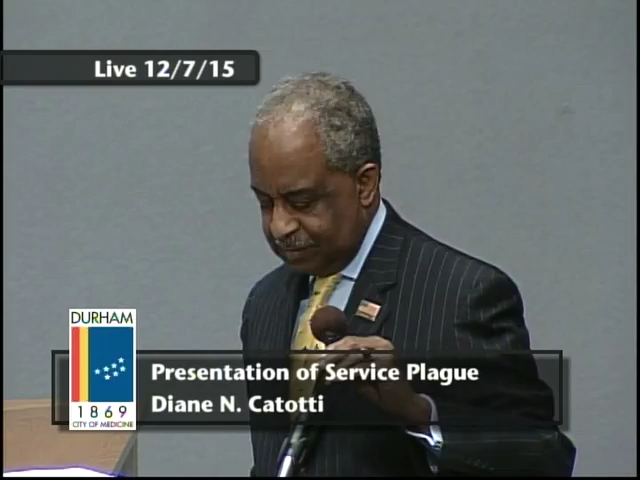 Live 12/7/15
DURHAM
1869
CITY OF MEDICINE
Presentation of Service Plague
Diane N. Catotti